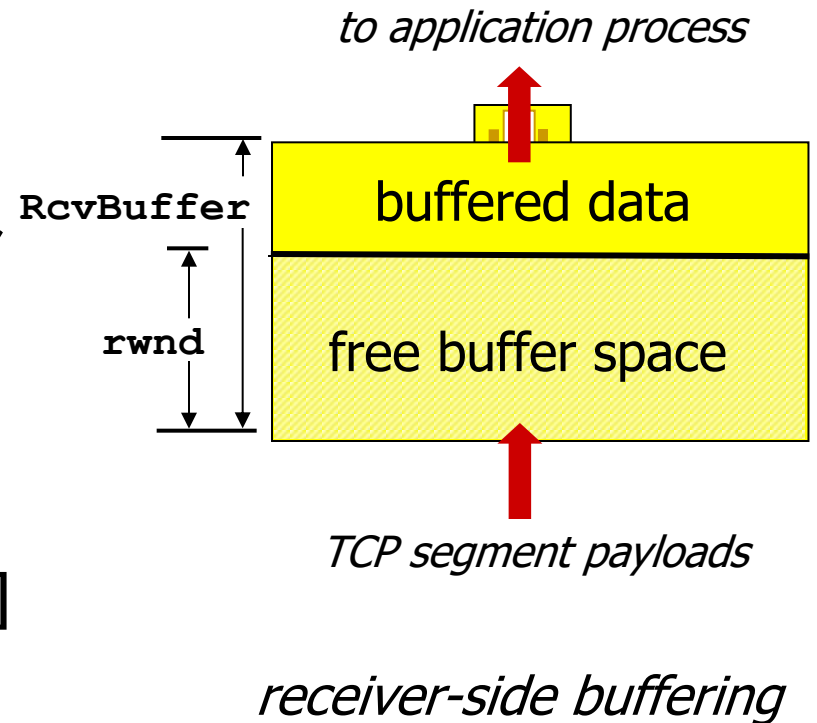 to application process
RcvBuffer
buffered data
rwnd
free buffer space
TCP segment payloads
]
receiver-side buffering